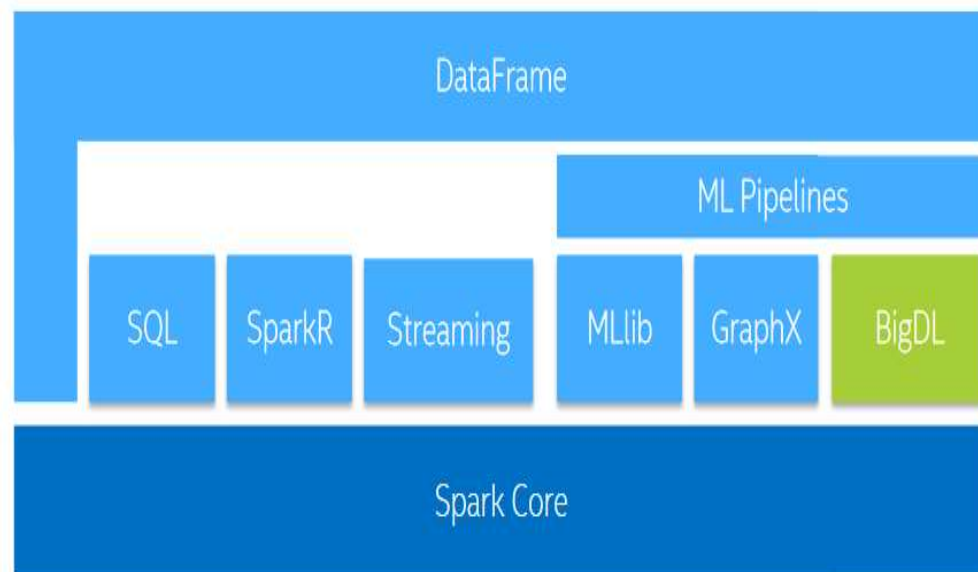 DataFrame
ML Pipelines
SQL
SparkR
Streaming
MLlib
GraphX
BigDL
Spark Core